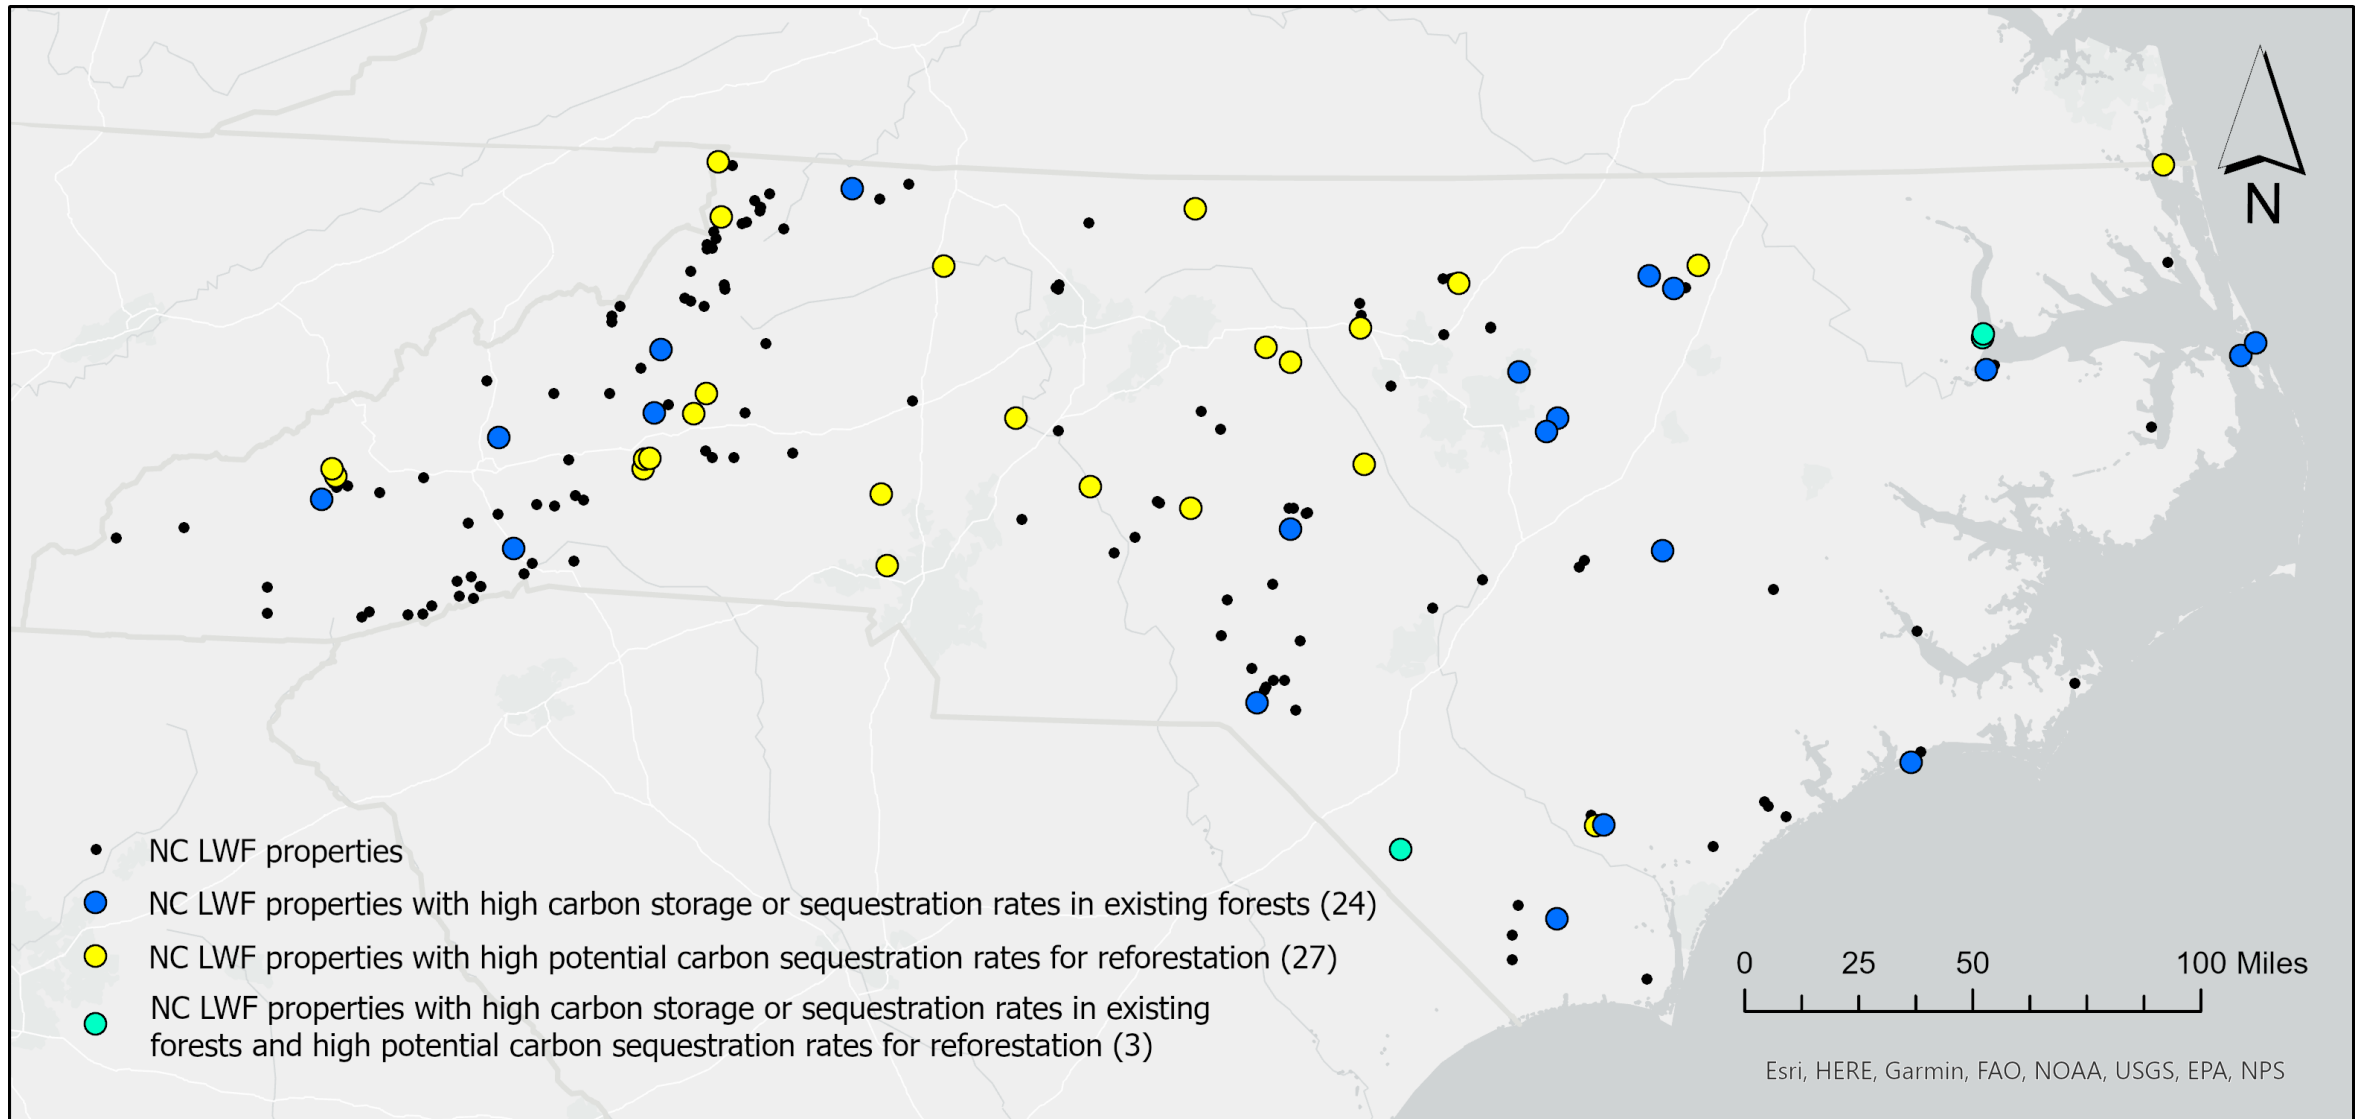 N
NC LWF properties
NC LWF properties with high carbon storage or sequestration rates in existing forests (24)
NC LWF properties with high potential carbon sequestration rates for reforestation (27)
NC LWF properties with high carbon storage or sequestration rates in existing
forests and high potential carbon sequestration rates for reforestation (3)
0 25 50 100 Miles
Esri, HERE, Garmin, FAO, NOAA, USGS, EPA, NPS